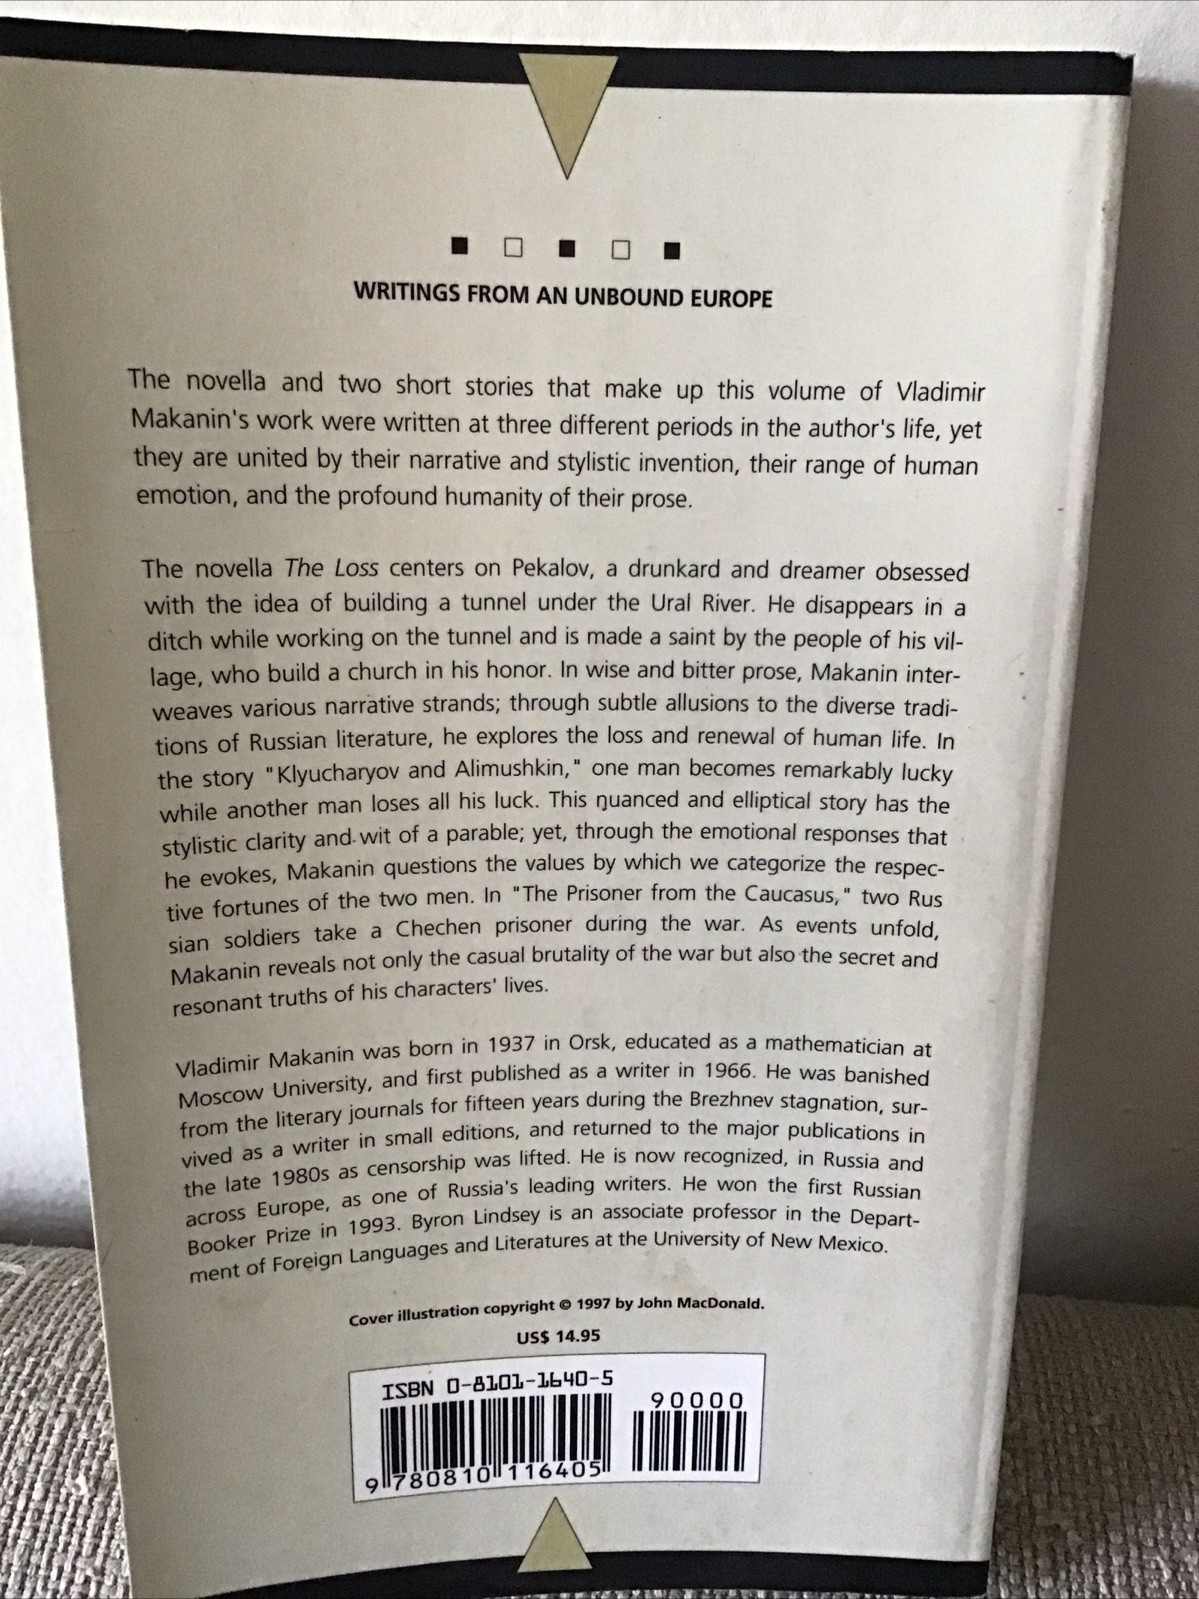 WRITINGS FROM AN UNBOUND EUROPE
The novella and two short stories that make up this volume of Vladimir
Makanin's work were written at three different periods in the author's life, yet
they are united by their narrative and stylistic invention, their range of human
emotion, and the profound humanity of their prose.
The novella The Loss centers on Pekalov, a drunkard and dreamer obsessed
with the idea of building a tunnel under the Ural River. He disappears in a
ditch while working on the tunnel and is made a saint by the people of his vil-
lage, who build a church in his honor. In wise and bitter prose, Makanin inter-
weaves various narrative strands; through subtle allusions to the diverse tradi-
tions of Russian literature, he explores the loss and renewal of human life. In
the story "Klyucharyov and Alimushkin," one man becomes remarkably lucky
while another man loses all his luck. This nuanced and elliptical story has the
stylistic clarity and wit of a parable; yet, through the emotional responses that
he evokes, Makanin questions the values by which we categorize the respec-
tive fortunes of the two men. In "The Prisoner from the Caucasus," two Rus
sian soldiers take a Chechen prisoner during the war. As events unfold,
Makanin reveals not only the casual brutality of the war but also the secret and
resonant truths of his characters' lives.
Vladimir Makanin was born in 1937 in Orsk, educated as a mathematician at
Moscow University, and first published as a writer in 1966. He was banished
from the literary journals for fifteen years during the Brezhnev stagnation, sur-
vived as a writer in small editions, and returned to the major publications in
the late 1980s as censorship was lifted. He is now recognized, in Russia and
across Europe, as one of Russia's leading writers. He won the first Russian
Booker Prize in 1993. Byron Lindsey is an associate professor in the Depart-
ment of Foreign Languages and Literatures at the University of New Mexico.
Cover illustration copyright © 1997 by John MacDonald.
US$ 14.95
ISBN 0-8101-1640-5
90000
9 780810 116405